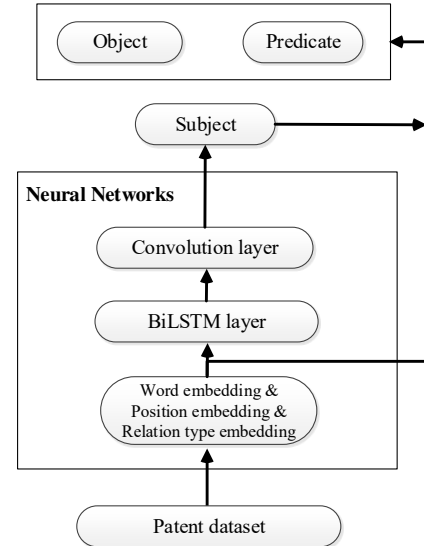 Object
Predicate
Subject
Neural Networks
Convolution layer
BiLSTM layer
Word embedding &
Position embedding &
Relation type embedding
Patent dataset